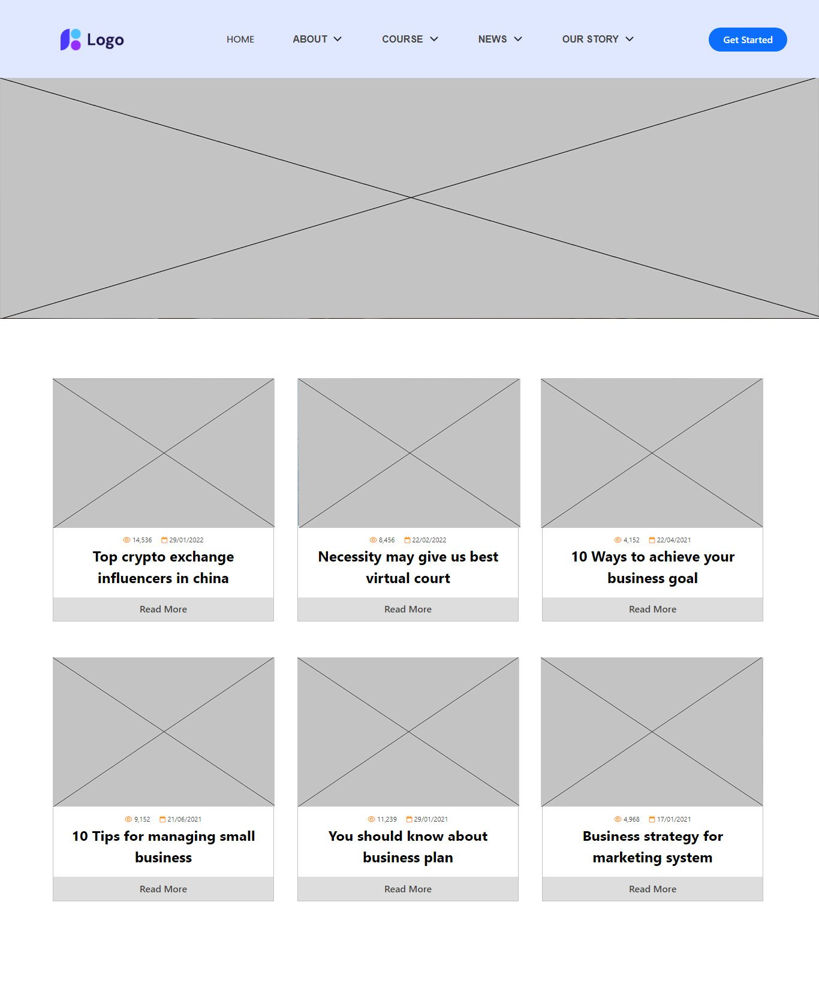 Logo
HOME ABOUT COURSE NEWS OUR STORY Get Started
14,536 29/01/2022
Top crypto exchange
influencers in china
Read More
8,456 22/02/2022
Necessity may give us best
virtual court
Read More
4,152 22/04/2021
10 Ways to achieve your
business goal
Read More
9,152 21/06/2021
10 Tips for managing small
business
Read More
11,239 29/01/2021
You should know about
business plan
Read More
4,968 17/01/2021
Business strategy for
marketing system
Read More